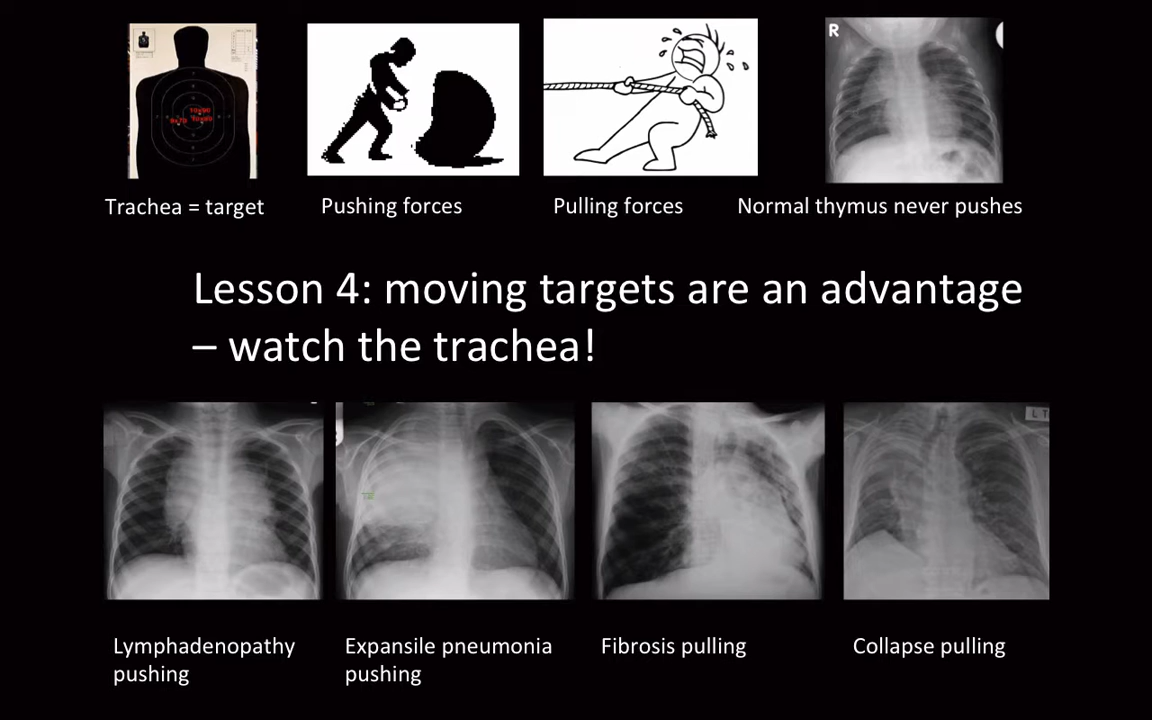 R
Trachea = target
Pushing forces
Pulling forces
Normal thymus never pushes
Lesson 4: moving targets are an advantage
– watch the trachea!
Lymphadenopathy
pushing
Expansile pneumonia
pushing
Fibrosis pulling
Collapse pulling